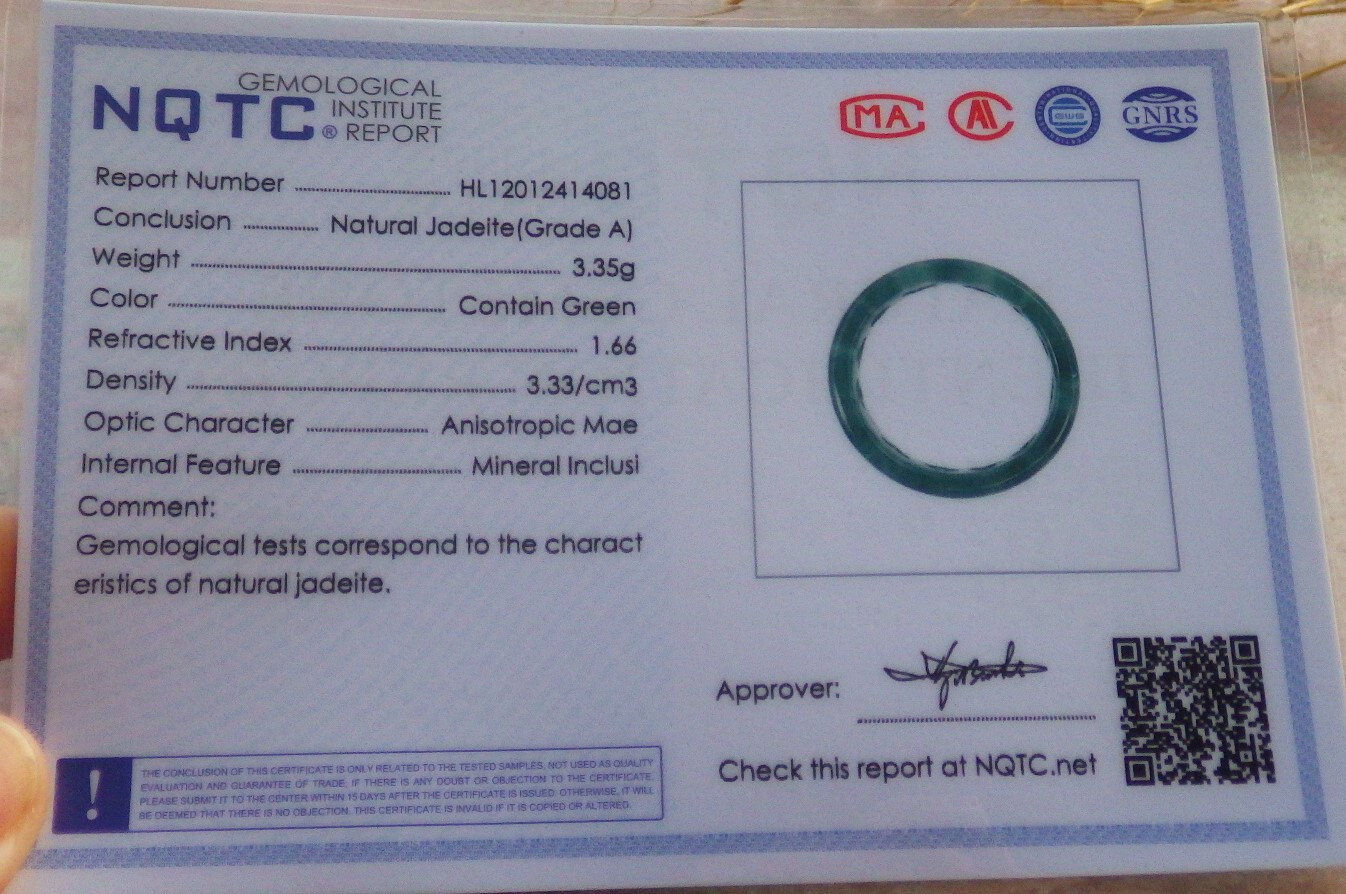 GEMOLOGICAL
NQTC® INSTITUTE
REPORT
MA
GWG
GNRS
Report Number ........................ HL12012414081
Conclusion ............ Natural Jadeite(Grade A)
Weight ........................................ 3.35g
Color .............................. Contain Green
Refractive Index .............................. 1.66
Density .................................... 3.33/cm3
Optic Character .............. Anisotropic Mae
Internal Feature .................. Mineral Inclusi
Comment:
Gemological tests correspond to the charact
eristics of natural jadeite.
Approver:
Check this report at NQTC.net
!
THE CONCLUSION OF THIS CERTIFICATE IS ONLY RELATED TO THE TESTED SAMPLES, NOT USED AS QUALITY
EVALUATION AND GUARANTEE OF TRADE. IF THERE IS ANY DOUBT OR OBJECTION TO THE CERTIFICATE,
PLEASE SUBMIT IT TO THE CENTER WITHIN 15 DAYS AFTER THE CERTIFICATE IS ISSUED. OTHERWISE, IT WILL
BE DEEMED THAT THERE IS NO OBJECTION. THIS CERTIFICATE IS INVALID IF IT IS COPIED OR ALTERED.